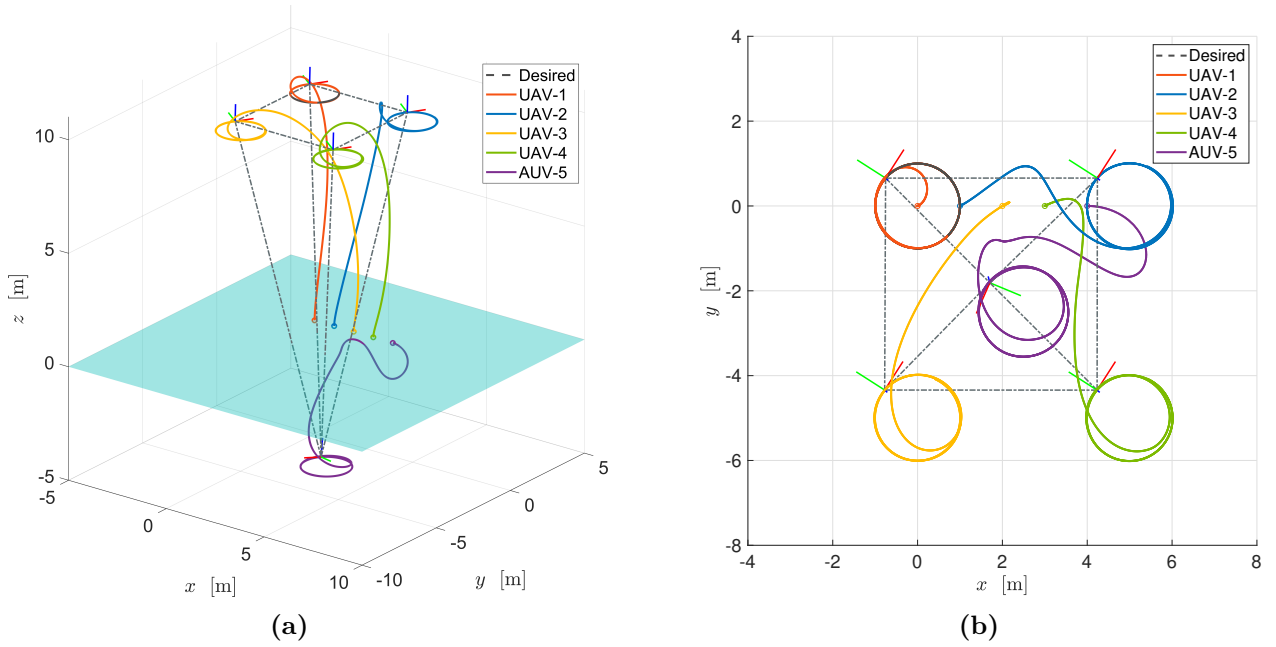 10
5
0
-5
z [m]
-5
0
5
10
x [m]
-10
-5
0
5
y [m]
Desired
UAV-1
UAV-2
UAV-3
UAV-4
AUV-5
(a)
4
2
0
-2
-4
-6
-8
y [m]
-4
-2
0
2
4
6
8
x [m]
Desired
UAV-1
UAV-2
UAV-3
UAV-4
AUV-5
(b)